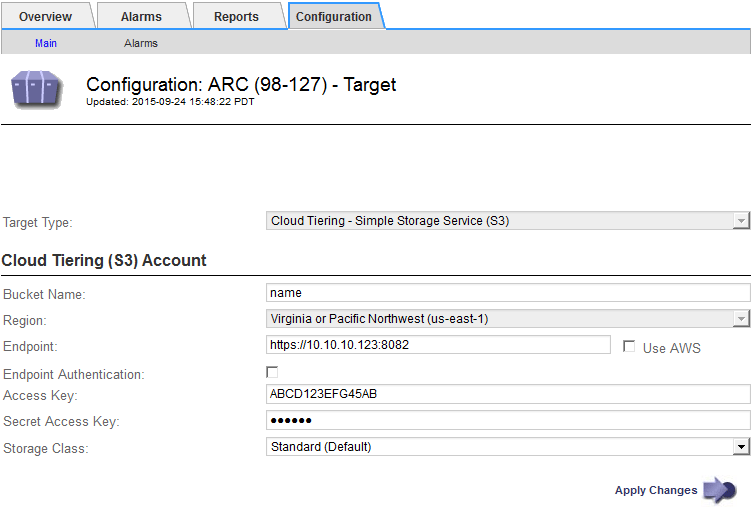 Overview Alarms Reports Configuration
Main Alarms
Configuration: ARC (98-127) - Target
Updated: 2015-09-24 15:48:22 PDT
Target Type: Cloud Tiering - Simple Storage Service (S3)
Cloud Tiering (S3) Account
Bucket Name: name
Region: Virginia or Pacific Northwest (us-east-1)
Endpoint: https://10.10.10.123:8082 Use AWS
Endpoint Authentication:
Access Key: ABCD123EFG45AB
Secret Access Key: ●●●●●●
Storage Class: Standard (Default)
Apply Changes